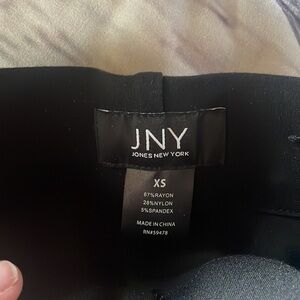 JNY
JONES NEW YORK
XS
67%RAYON
28%NYLON
5%SPANDEX
MADE IN CHINA
RN#59478